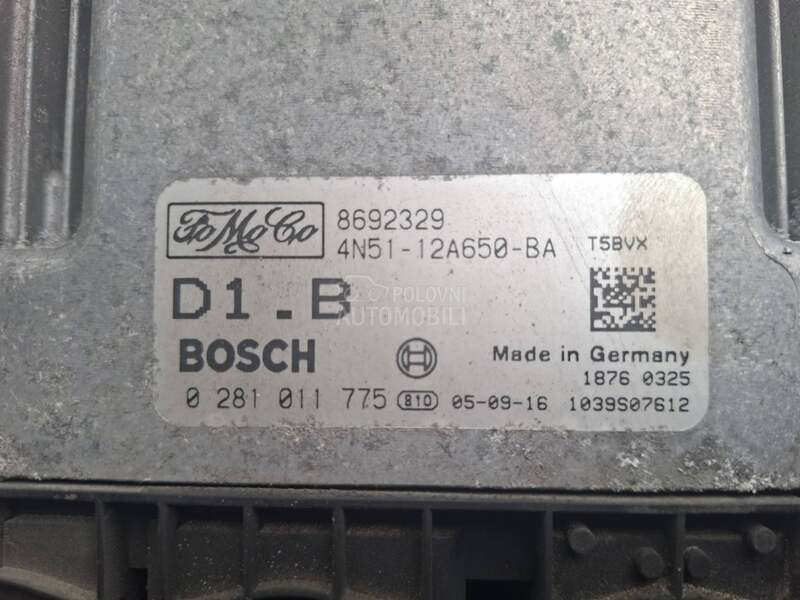 FoMoCo 8692329
4N51-12A650-BA T5BVX
D1.B
POLOVNI
AUTOMOBILI
BOSCH Made in Germany
1876 0325
0 281 011 775 810 05-09-16 1039S07612